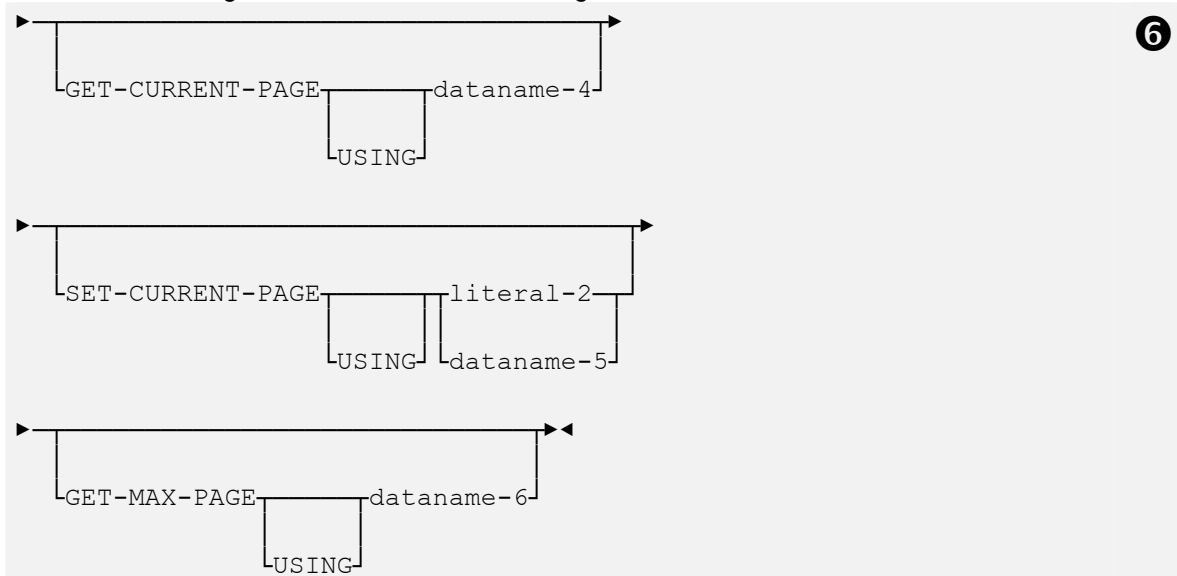 ❻
GET-CURRENT-PAGE dataname-4
USING
SET-CURRENT-PAGE literal-2
USING dataname-5
GET-MAX-PAGE dataname-6
USING